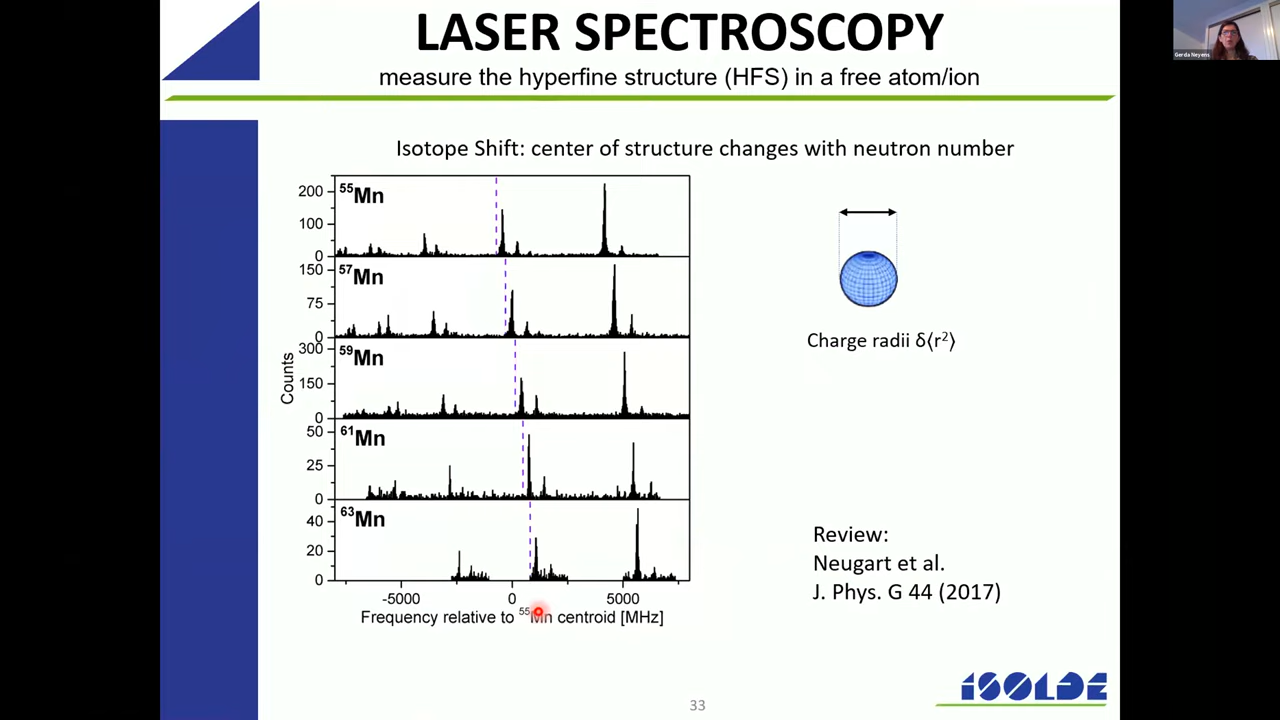 LASER SPECTROSCOPY
measure the hyperfine structure (HFS) in a free atom/ion
Gerda Neyens
Isotope Shift: center of structure changes with neutron number
200
100
0
⁵⁵Mn
150
75
0
⁵⁷Mn
300
150
0
⁵⁹Mn
50
25
0
⁶¹Mn
40
20
0
⁶³Mn
Counts
-5000 0 5000
Frequency relative to ⁵⁵Mn centroid [MHz]
Charge radii δ⟨r²⟩
Review:
Neugart et al.
J. Phys. G 44 (2017)
ISOLDE
33